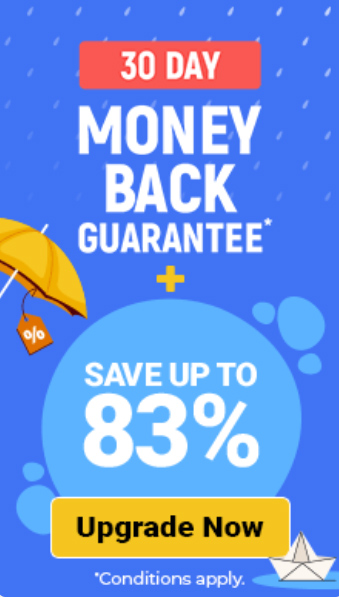 30 DAY
MONEY
BACK
GUARANTEE*
+
%
SAVE UP TO
83%
Upgrade Now
*Conditions apply.